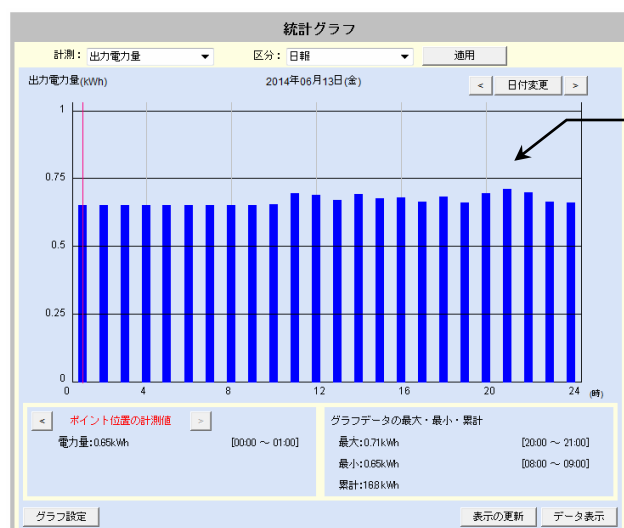 統計グラフ
計測： 出力電力量 区分： 日報 適用
出力電力量(kWh) 2014年06月13日(金) < 日付変更 >
1
0.75
0.5
0.25
0
0 4 8 12 16 20 24 (時)
< ポイント位置の計測値 >
電力量:0.65kWh [00:00 ～ 01:00]
グラフデータの最大・最小・累計
最大:0.71kWh [20:00 ～ 21:00]
最小:0.65kWh [08:00 ～ 09:00]
累計:16.8kWh
グラフ設定 表示の更新 データ表示